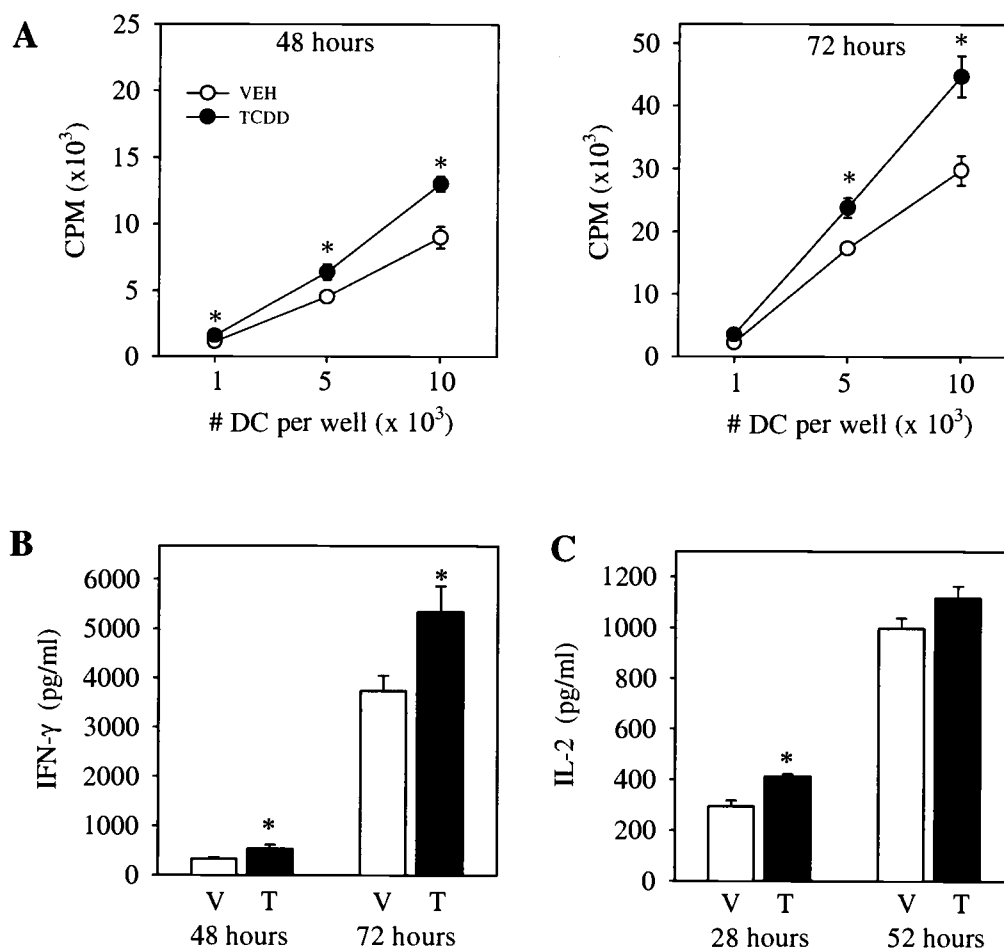 A
48 hours
VEH
TCDD
CPM (x10³)
25
20
15
10
5
0
1 5 10
# DC per well (x 10³)
*
*
*
72 hours
CPM (x10³)
50
40
30
20
10
0
1 5 10
# DC per well (x 10³)
*
*
B
IFN-γ (pg/ml)
6000
5000
4000
3000
2000
1000
0
*
*
V T V T
48 hours 72 hours
C
IL-2 (pg/ml)
1200
1000
800
600
400
200
0
*
V T V T
28 hours 52 hours